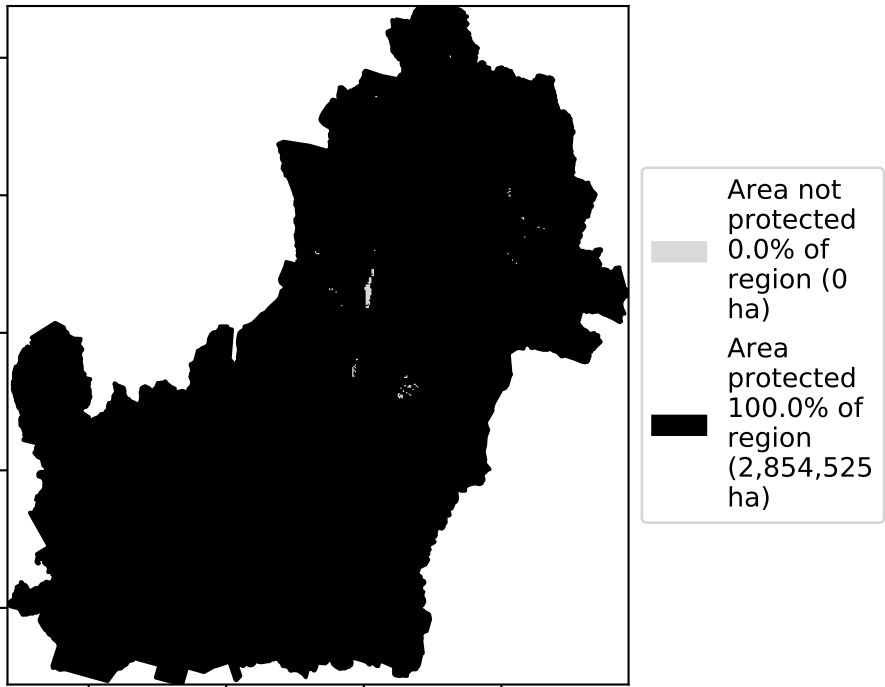 Area not
protected
0.0% of
region (0
ha)
Area
protected
100.0% of
region
(2,854,525
ha)